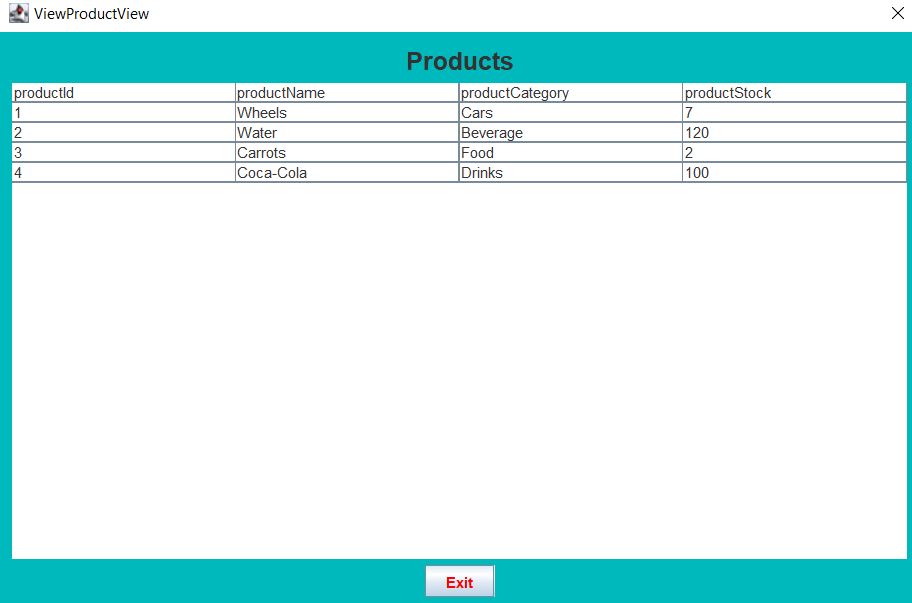 ViewProductView
Products
productId productName productCategory productStock
1 Wheels Cars 7
2 Water Beverage 120
3 Carrots Food 2
4 Coca-Cola Drinks 100
Exit